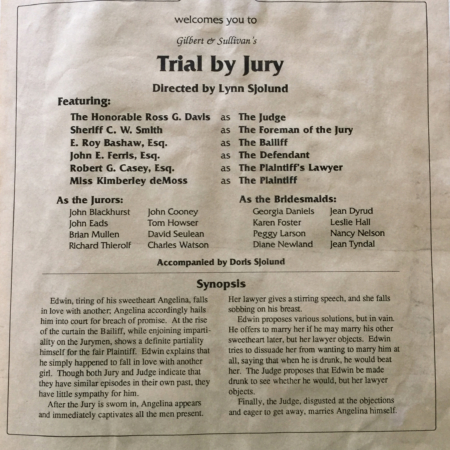 welcomes you to
Gilbert & Sullivan's
Trial by Jury
Directed by Lynn Sjolund
Featuring:
The Honorable Ross G. Davis as The Judge
Sheriff C. W. Smith as The Foreman of the Jury
E. Roy Bashaw, Esq. as The Bailiff
John E. Ferris, Esq. as The Defendant
Robert G. Casey, Esq. as The Plaintiff's Lawyer
Miss Kimberley deMoss as The Plaintiff
As the Jurors:
John Blackhurst John Cooney
John Eads Tom Howser
Brian Mullen David Seulean
Richard Thierolf Charles Watson
As the Bridesmaids:
Georgia Daniels Jean Dyrud
Karen Foster Leslie Hall
Peggy Larson Nancy Nelson
Diane Newland Jean Tyndal
Accompanied by Doris Sjolund
Synopsis
Edwin, tiring of his sweetheart Angelina, falls
in love with another; Angelina accordingly hails
him into court for breach of promise. At the rise
of the curtain the Bailiff, while enjoining imparti-
ality on the Jurymen, shows a definite partiality
himself for the fair Plaintiff. Edwin explains that
he simply happened to fall in love with another
girl. Though both Jury and Judge indicate that
they have similar episodes in their own past, they
have little sympathy for him.
After the Jury is sworn in, Angelina appears
and immediately captivates all the men present.
Her lawyer gives a stirring speech, and she falls
sobbing on his breast.
Edwin proposes various solutions, but in vain.
He offers to marry her if he may marry his other
sweetheart later, but her lawyer objects. Edwin
tries to dissuade her from wanting to marry him at
all, saying that when he is drunk, he would beat
her. The Judge proposes that Edwin be made
drunk to see whether he would, but her lawyer
objects.
Finally, the Judge, disgusted at the objections
and eager to get away, marries Angelina himself.